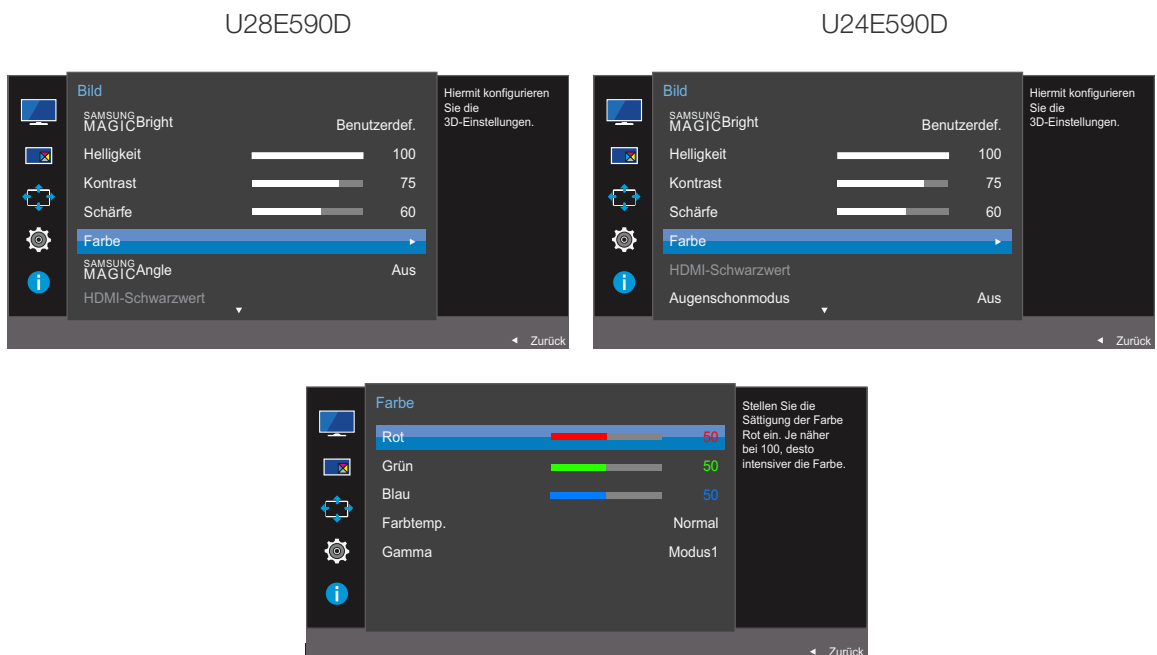 U28E590D
Bild
SAMSUNG MAGIC Bright Benutzerdef.
Helligkeit 100
Kontrast 75
Schärfe 60
Farbe ►
SAMSUNG MAGIC Angle Aus
HDMI-Schwarzwert
▼
Hiermit konfigurieren
Sie die
3D-Einstellungen.
◄ Zurück
U24E590D
Bild
SAMSUNG MAGIC Bright Benutzerdef.
Helligkeit 100
Kontrast 75
Schärfe 60
Farbe ►
HDMI-Schwarzwert
Augenschonmodus Aus
▼
Hiermit konfigurieren
Sie die
3D-Einstellungen.
◄ Zurück
Farbe
Rot 50
Grün 50
Blau 50
Farbtemp. Normal
Gamma Modus1
Stellen Sie die
Sättigung der Farbe
Rot ein. Je näher
bei 100, desto
intensiver die Farbe.
◄ Zurück